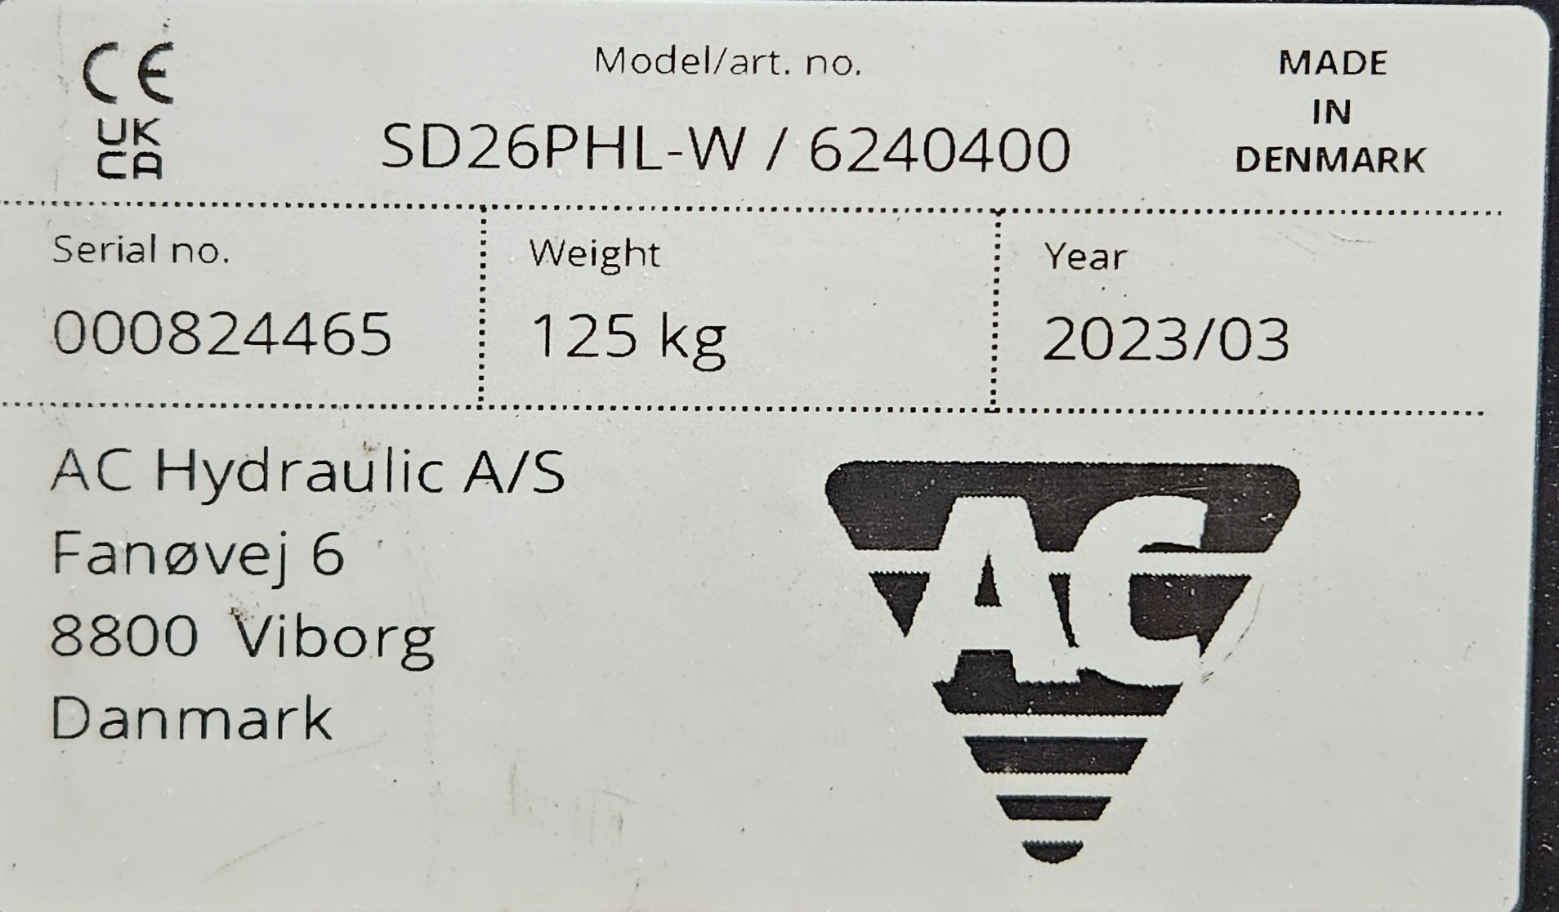 CE
UK
CA
Model/art. no.
SD26PHL-W / 6240400
MADE
IN
DENMARK
Serial no.
000824465
Weight
125 kg
Year
2023/03
AC Hydraulic A/S
Fanøvej 6
8800 Viborg
Danmark
AC